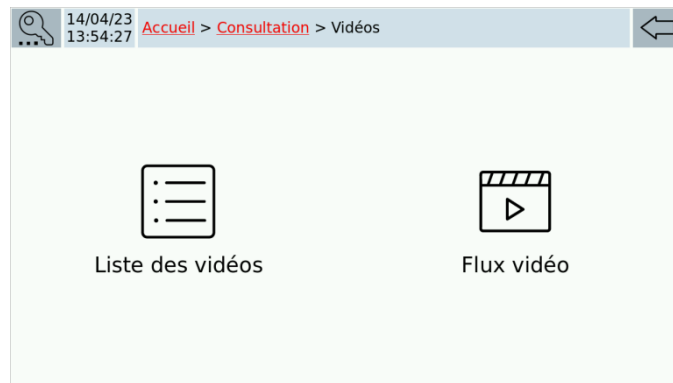 14/04/23
13:54:27
Accueil > Consultation > Vidéos
Liste des vidéos
Flux vidéo